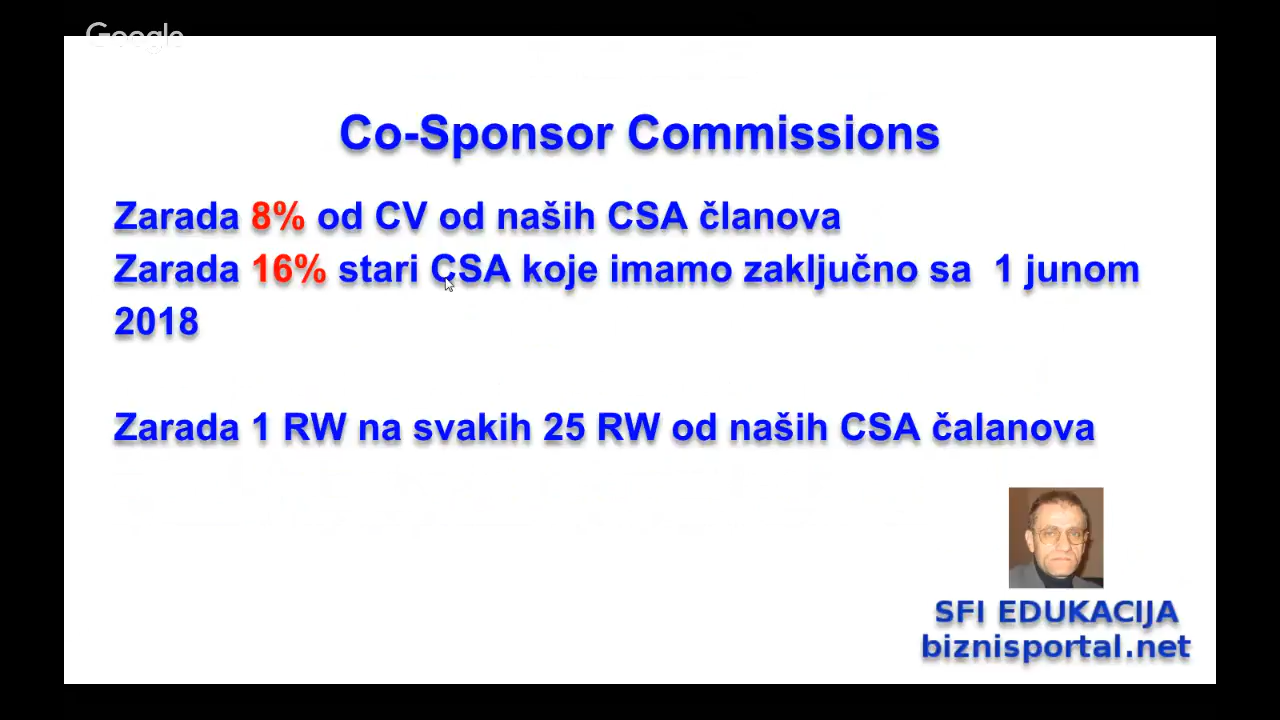 Google
Co-Sponsor Commissions
Zarada 8% od CV od naših CSA članova
Zarada 16% stari CSA koje imamo zaključno sa 1 junom
2018
Zarada 1 RW na svakih 25 RW od naših CSA čalanova
SFI EDUKACIJA
biznisportal.net